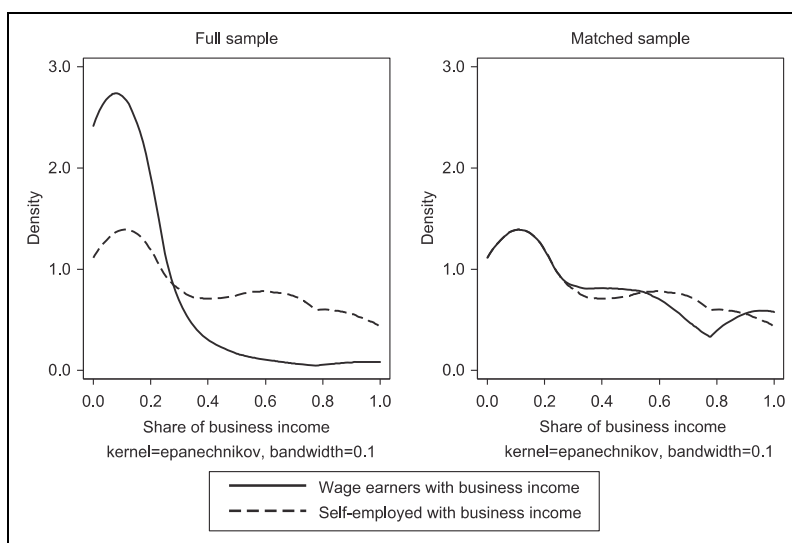 Full sample
3.0
2.0
1.0
0.0
Density
0.0 0.2 0.4 0.6 0.8 1.0
Share of business income
kernel=epanechnikov, bandwidth=0.1
Matched sample
3.0
2.0
1.0
0.0
Density
0.0 0.2 0.4 0.6 0.8 1.0
Share of business income
kernel=epanechnikov, bandwidth=0.1
Wage earners with business income
Self-employed with business income